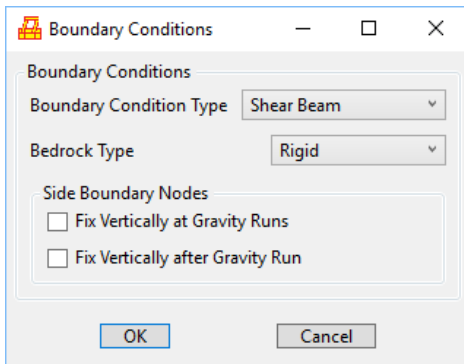 Boundary Conditions
Boundary Conditions
Boundary Condition Type Shear Beam
Bedrock Type Rigid
Side Boundary Nodes
Fix Vertically at Gravity Runs
Fix Vertically after Gravity Run
OK Cancel